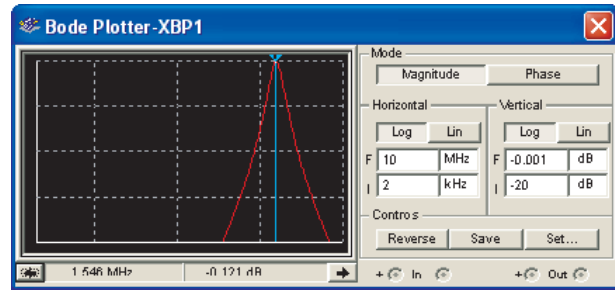 Bode Plotter-XBP1
Mode
Magnitude Phase
Horizontal Vertical
Log Lin Log Lin
F 10 MHz F -0.001 dB
I 2 kHz I -20 dB
Controls
Reverse Save Set...
1.546 MHz -0.121 dB + In + Out